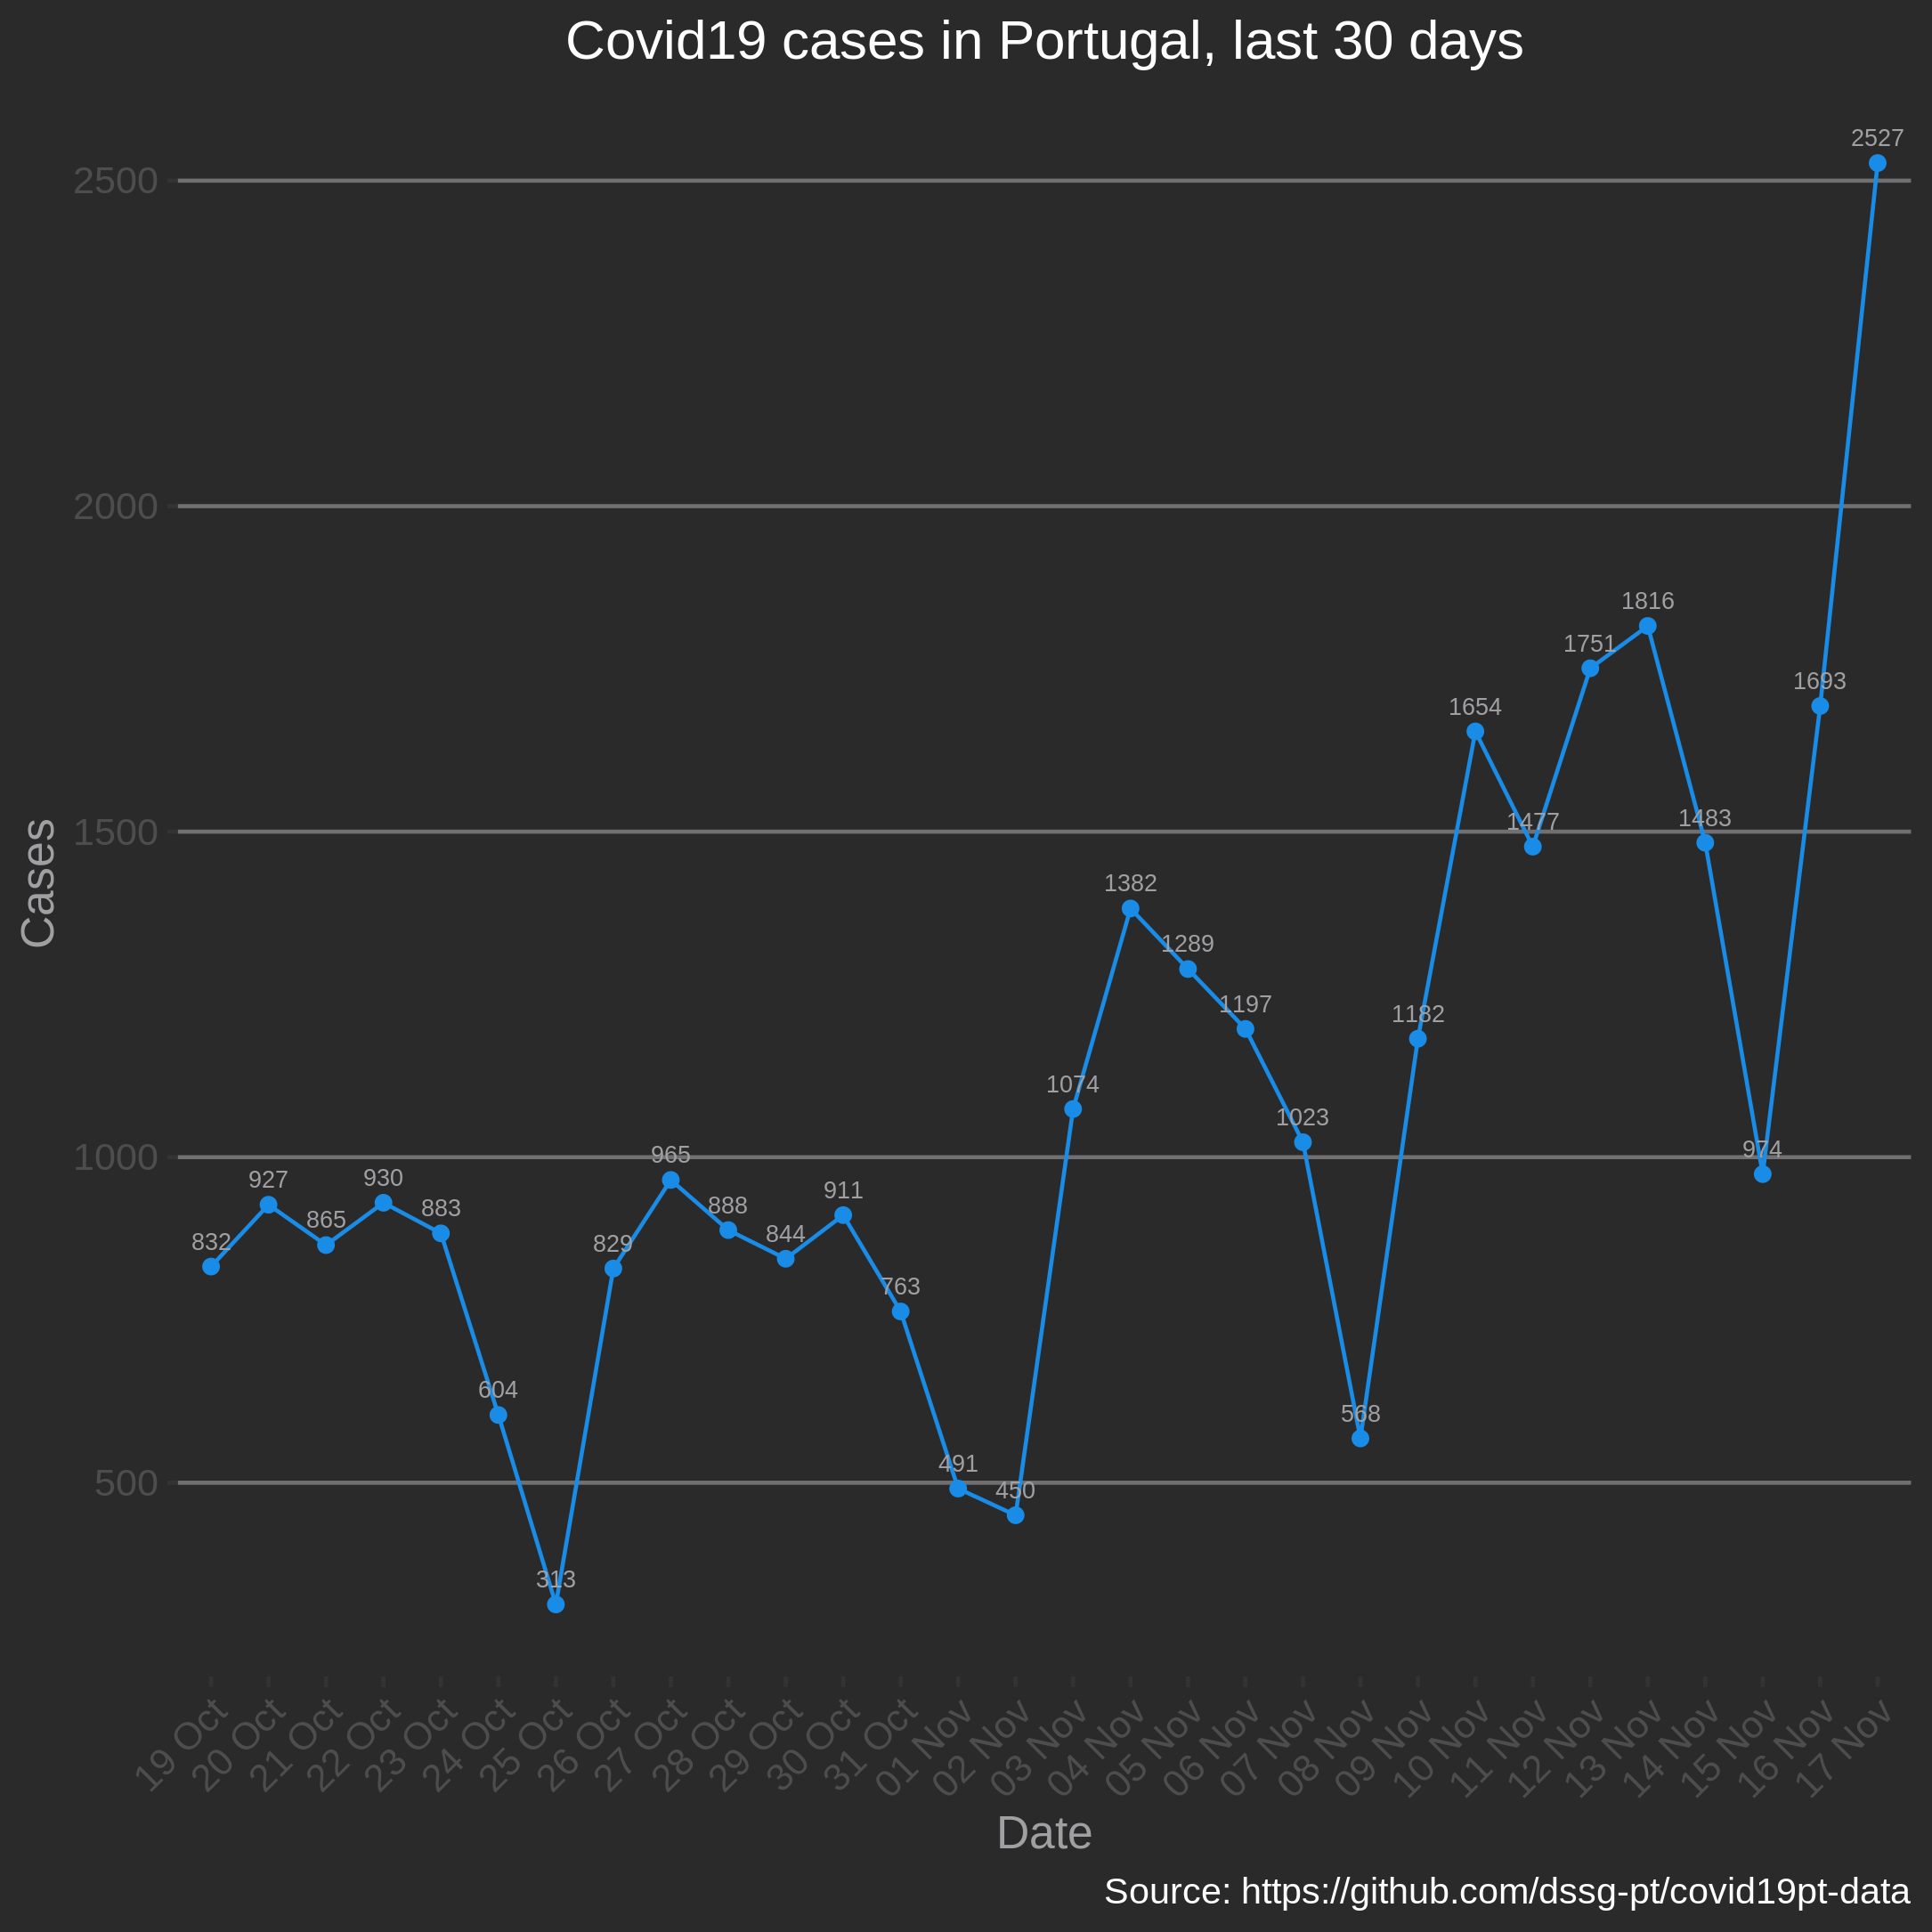 Covid19 cases in Portugal, last 30 days
2527
2500
2000
1816
1751
1693
1654
1500
1483
1477
1382
1289
1197
1182
1074
1023
1000
974
965
930
927
911
888
883
865
844
832
829
763
604
568
500
491
450
313
Cases
19 Oct
20 Oct
21 Oct
22 Oct
23 Oct
24 Oct
25 Oct
26 Oct
27 Oct
28 Oct
29 Oct
30 Oct
31 Oct
01 Nov
02 Nov
03 Nov
04 Nov
05 Nov
06 Nov
07 Nov
08 Nov
09 Nov
10 Nov
11 Nov
12 Nov
13 Nov
14 Nov
15 Nov
16 Nov
17 Nov
Date
Source: https://github.com/dssg-pt/covid19pt-data